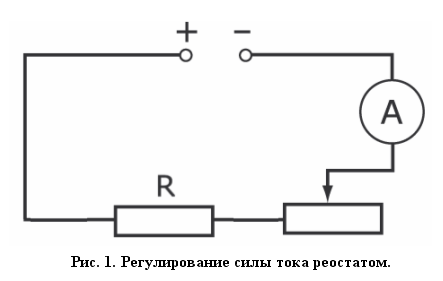 + −
A
R
Рис. 1. Регулирование силы тока реостатом.